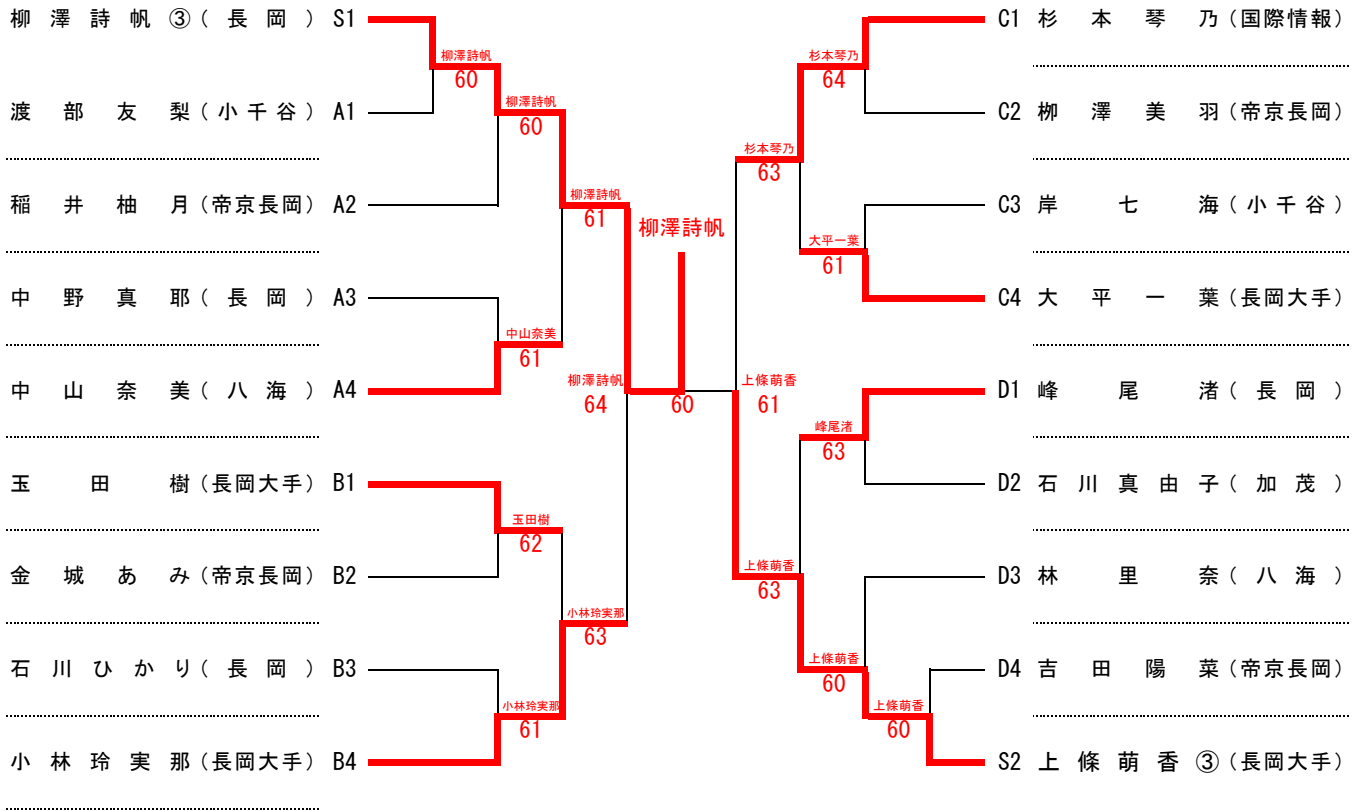 柳澤詩帆③(長岡) S1
柳澤詩帆
60
渡部友梨(小千谷) A1
柳澤詩帆
60
稲井柚月(帝京長岡) A2
柳澤詩帆
61
中野真耶(長岡) A3
中山奈美
61
中山奈美(八海) A4
柳澤詩帆
64
玉田樹(長岡大手) B1
玉田樹
62
金城あみ(帝京長岡) B2
小林玲実那
63
石川ひかり(長岡) B3
小林玲実那
61
小林玲実那(長岡大手) B4
柳澤詩帆
60
C1 杉本琴乃(国際情報)
杉本琴乃
64
C2 栁澤美羽(帝京長岡)
杉本琴乃
63
C3 岸七海(小千谷)
大平一葉
61
C4 大平一葉(長岡大手)
上條萌香
61
D1 峰尾渚(長岡)
峰尾渚
63
D2 石川真由子(加茂)
上條萌香
63
D3 林里奈(八海)
上條萌香
60
D4 吉田陽菜(帝京長岡)
上條萌香
60
S2 上條萌香③(長岡大手)